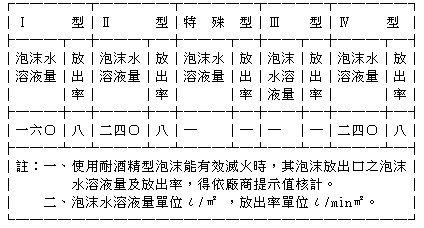 Ｉ 型 Ⅱ 型 特 殊 型 Ⅲ 型 Ⅳ 型
泡沫水溶液量 放出率 泡沫水溶液量 放出率 泡沫水溶液量 放出率 泡沫水溶液量 放出率 泡沫水溶液量 放出率
一六〇 八 二四〇 八 — — — — 二四〇 八
註：一、使用耐酒精型泡沫能有效滅火時，其泡沫放出口之泡沫
水溶液量及放出率，得依廠商提示值核計。
二、泡沫水溶液量單位ℓ/㎡，放出率單位ℓ/min㎡。